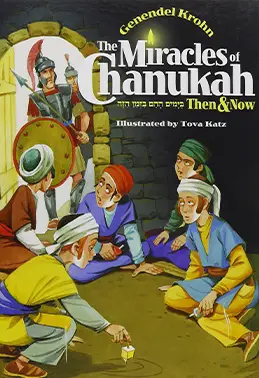 Genendel Krohn
The Miracles of
Chanukah
בימים ההם בזמן הזה
Then & Now
Illustrated by Tova Katz